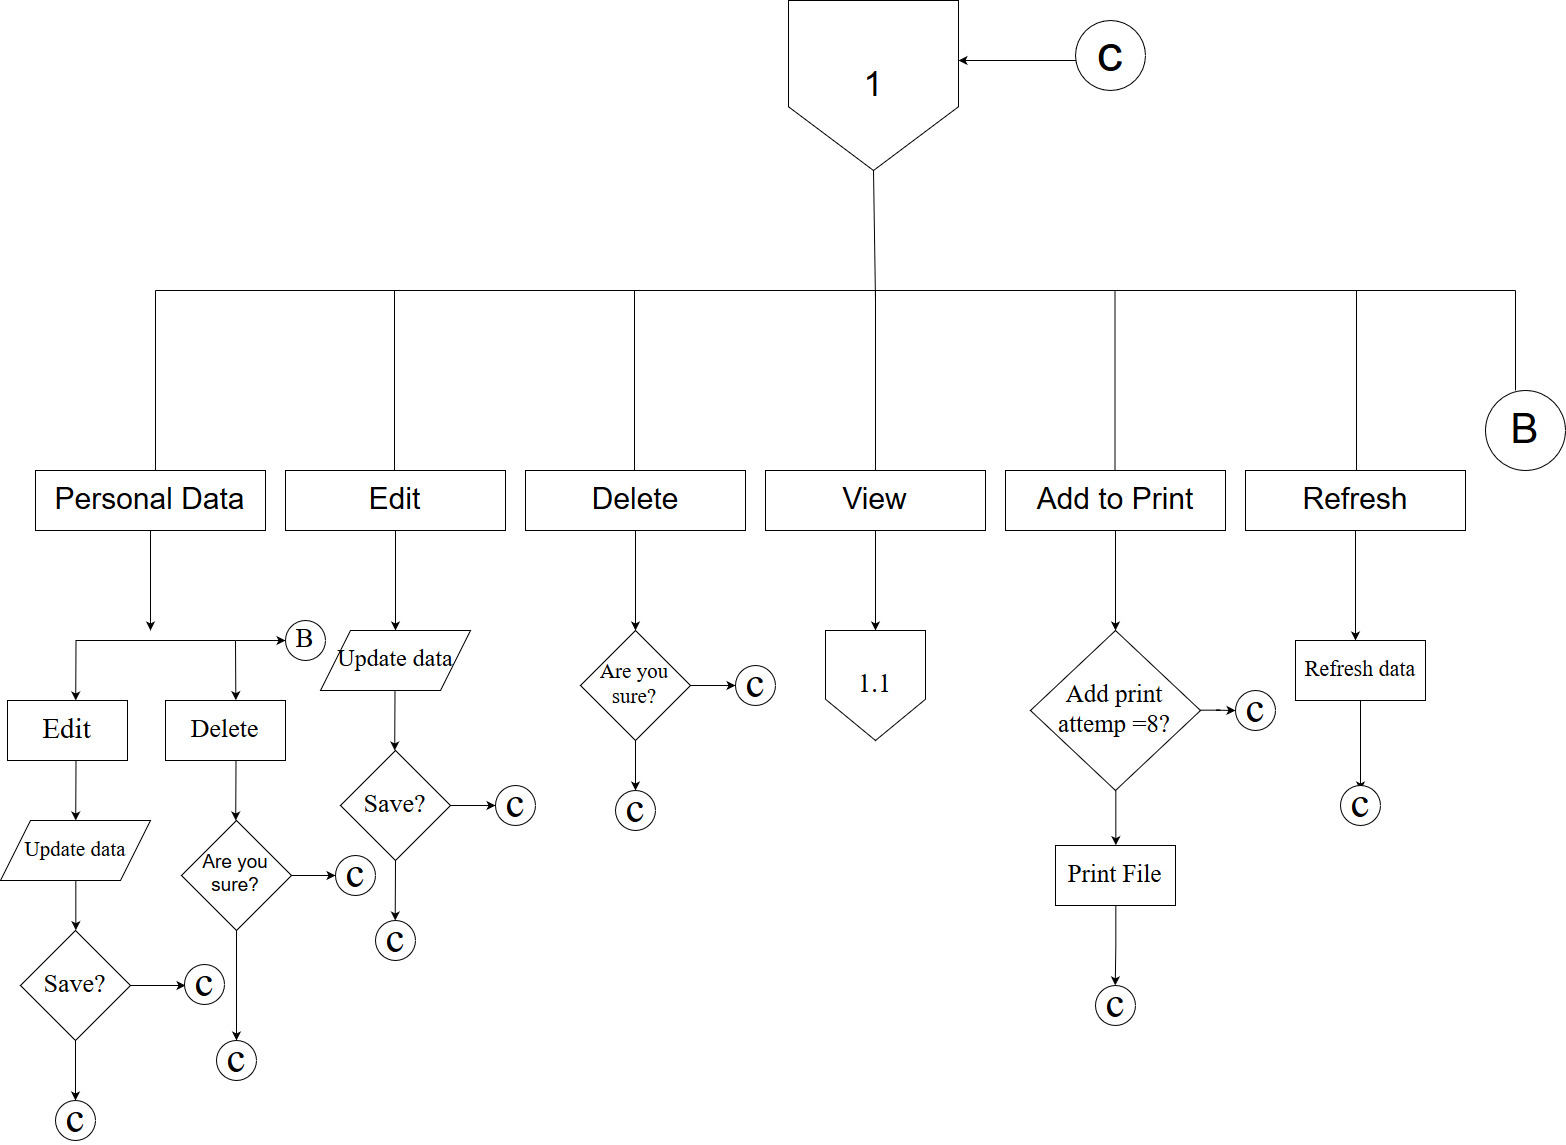 1
c
B
Personal Data
Edit
Delete
View
Add to Print
Refresh
B
Update data
Are you
sure?
c
1.1
Add print
attemp =8?
c
Refresh data
Edit
Delete
Save?
c
c
c
Update data
Are you
sure?
c
Print File
c
Save?
c
c
c
c